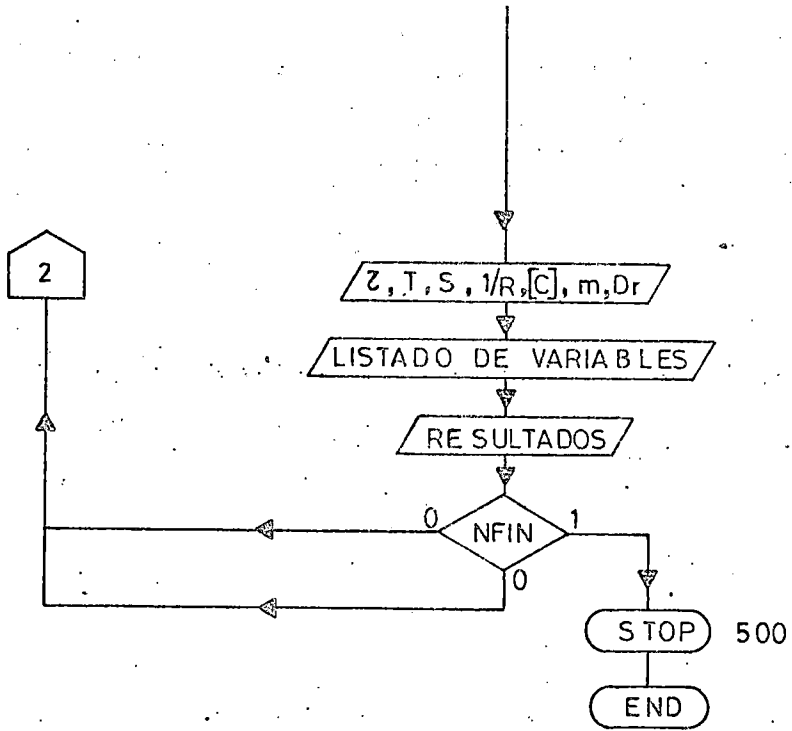 2
τ, T, S, 1/R, [C], m, Dr
LISTADO DE VARIABLES
RESULTADOS
0 NFIN 1
0
STOP 500
END